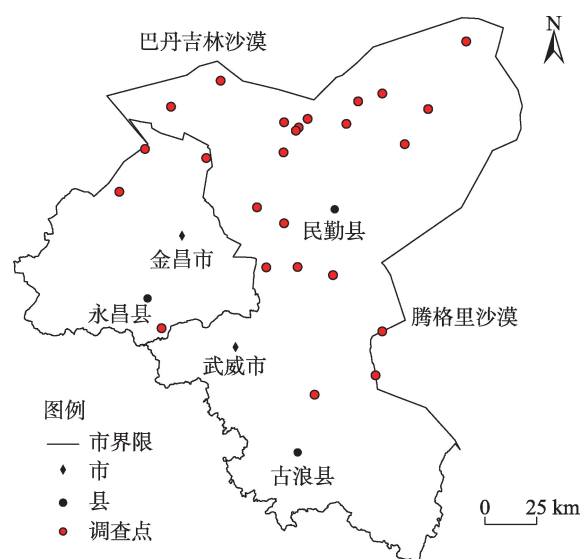 巴丹吉林沙漠
N
民勤县
金昌市
永昌县
腾格里沙漠
武威市
图例
市界限
市
县
调查点
古浪县
0 25 km